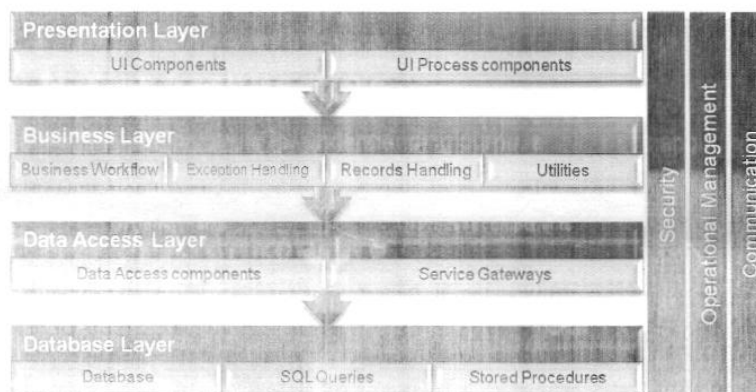 Presentation Layer
UI Components UI Process components
Business Layer
Business Workflow Exception Handling Records Handling Utilities
Data Access Layer
Data Access components Service Gateways
Database Layer
Database SQL Queries Stored Procedures
Security
Operational Management
Communication